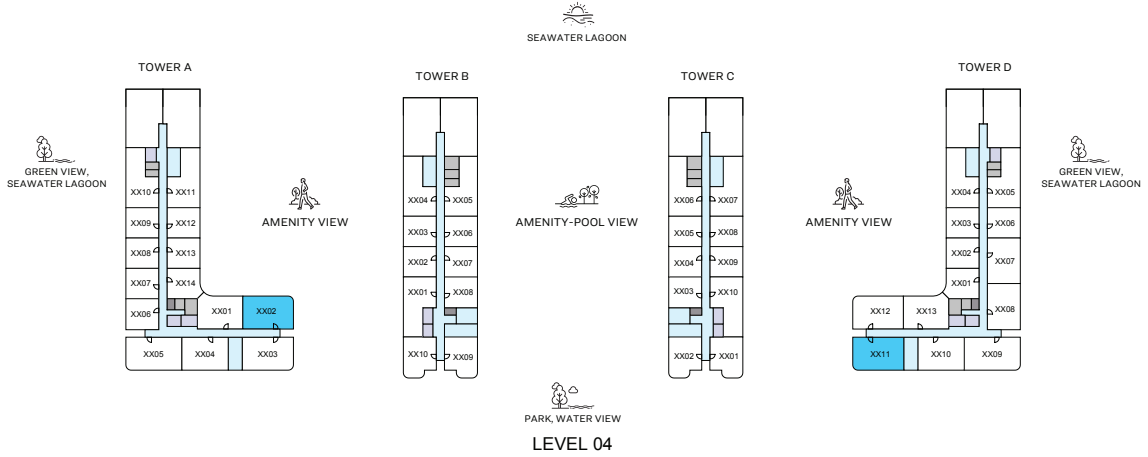 SEAWATER LAGOON
TOWER A
TOWER B
TOWER C
TOWER D
GREEN VIEW,
SEAWATER LAGOON
GREEN VIEW,
SEAWATER LAGOON
AMENITY VIEW
AMENITY-POOL VIEW
AMENITY VIEW
XX10 XX11
XX09 XX12
XX08 XX13
XX07 XX14
XX06 XX01 XX02
XX05 XX04 XX03
XX04 XX05
XX03 XX06
XX02 XX07
XX01 XX08
XX10 XX09
XX06 XX07
XX05 XX08
XX04 XX09
XX03 XX10
XX02 XX01
XX04 XX05
XX03 XX06
XX02 XX07
XX01
XX12 XX13 XX08
XX11 XX10 XX09
PARK, WATER VIEW
LEVEL 04